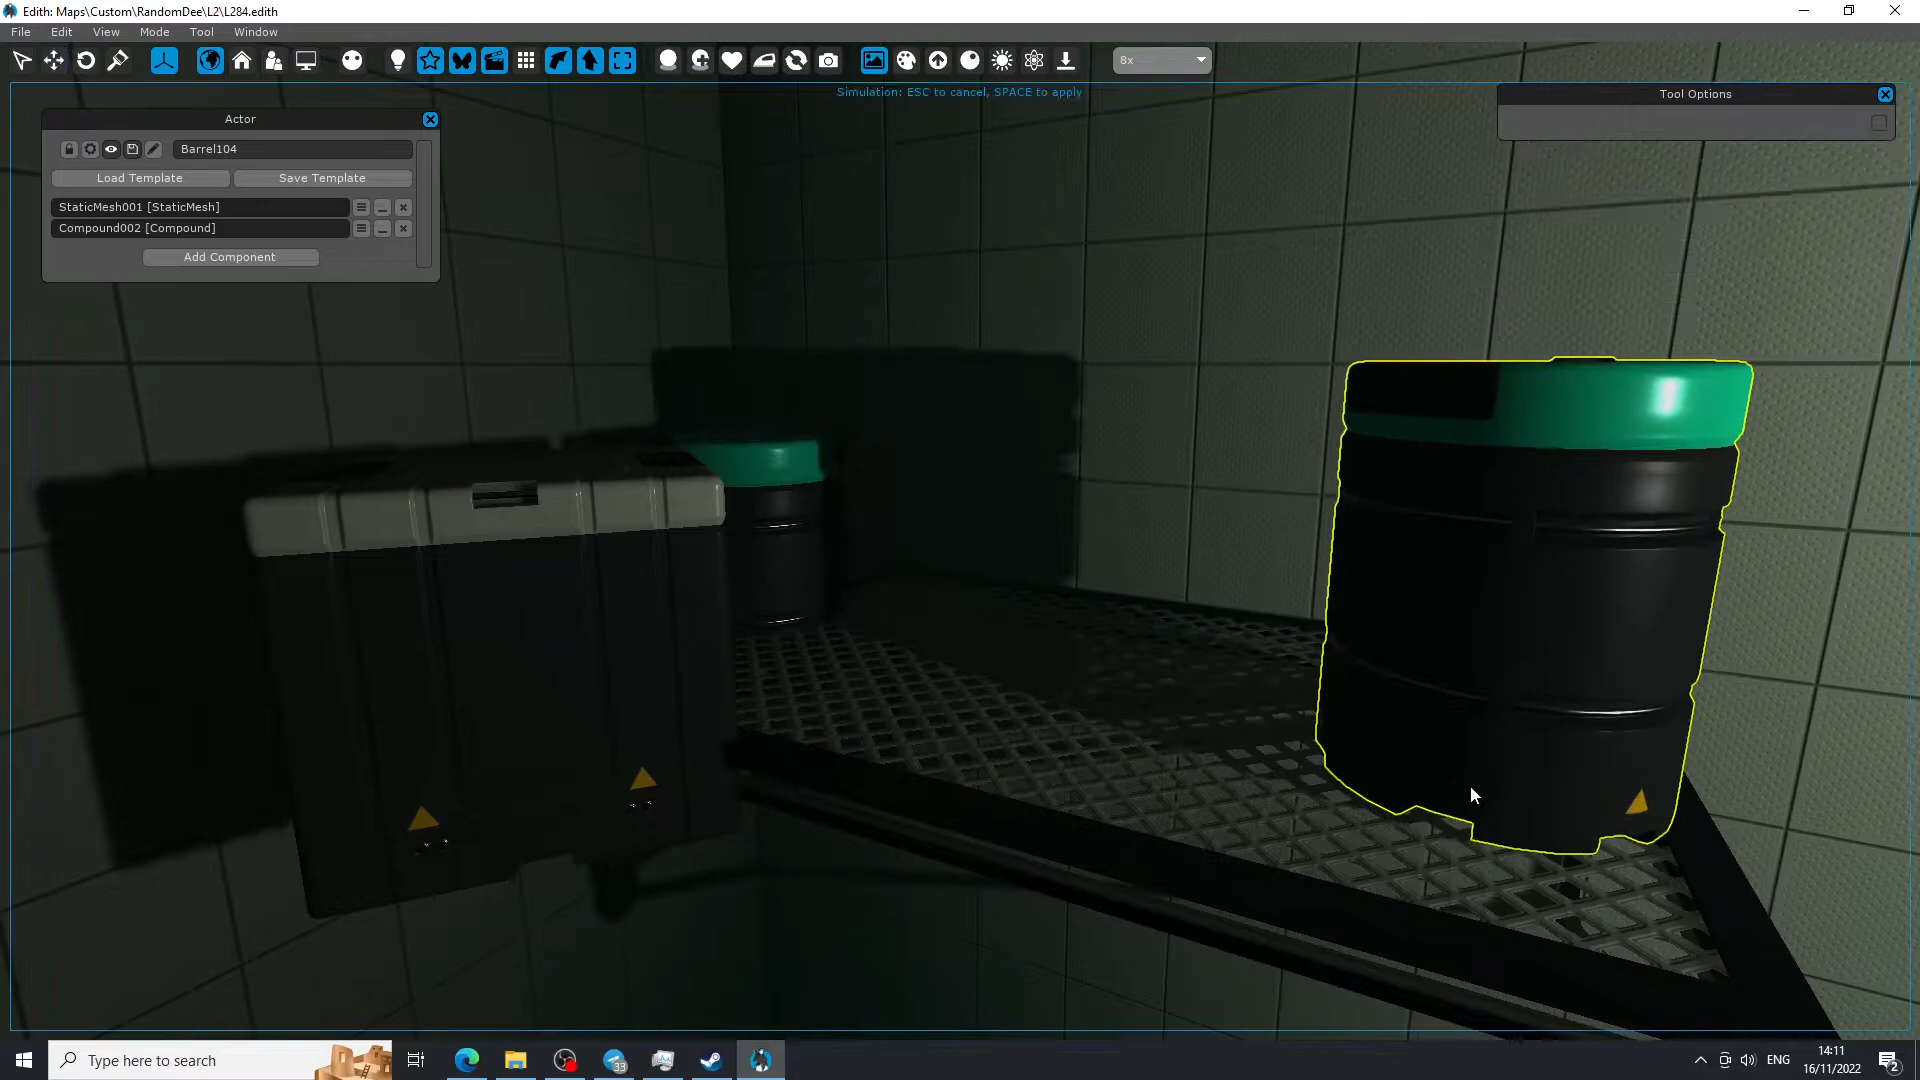 Edith: Maps\Custom\RandomDee\L2\L284.edith
File Edit View Mode Tool Window
8x
Simulation: ESC to cancel, SPACE to apply
Tool Options
Actor
Barrel104
Load Template Save Template
StaticMesh001 [StaticMesh]
Compound002 [Compound]
Add Component
Type here to search
33
ENG
14:11
16/11/2022
2